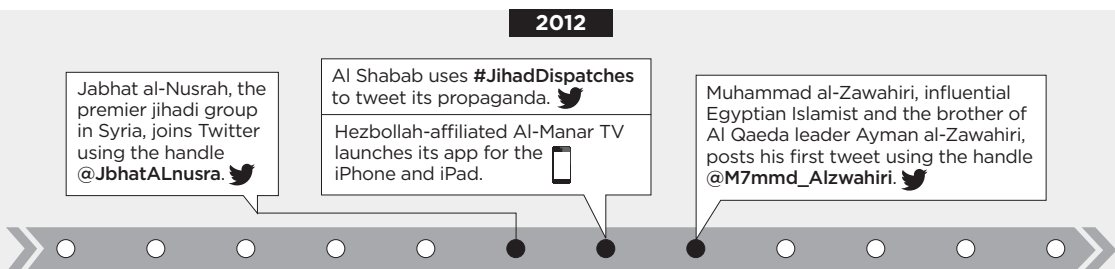 2012
Jabhat al-Nusrah, the
premier jihadi group
in Syria, joins Twitter
using the handle
@JbhatALnusra.
Al Shabab uses #JihadDispatches
to tweet its propaganda.
Hezbollah-affiliated Al-Manar TV
launches its app for the
iPhone and iPad.
Muhammad al-Zawahiri, influential
Egyptian Islamist and the brother of
Al Qaeda leader Ayman al-Zawahiri,
posts his first tweet using the handle
@M7mmd_Alzwahiri.